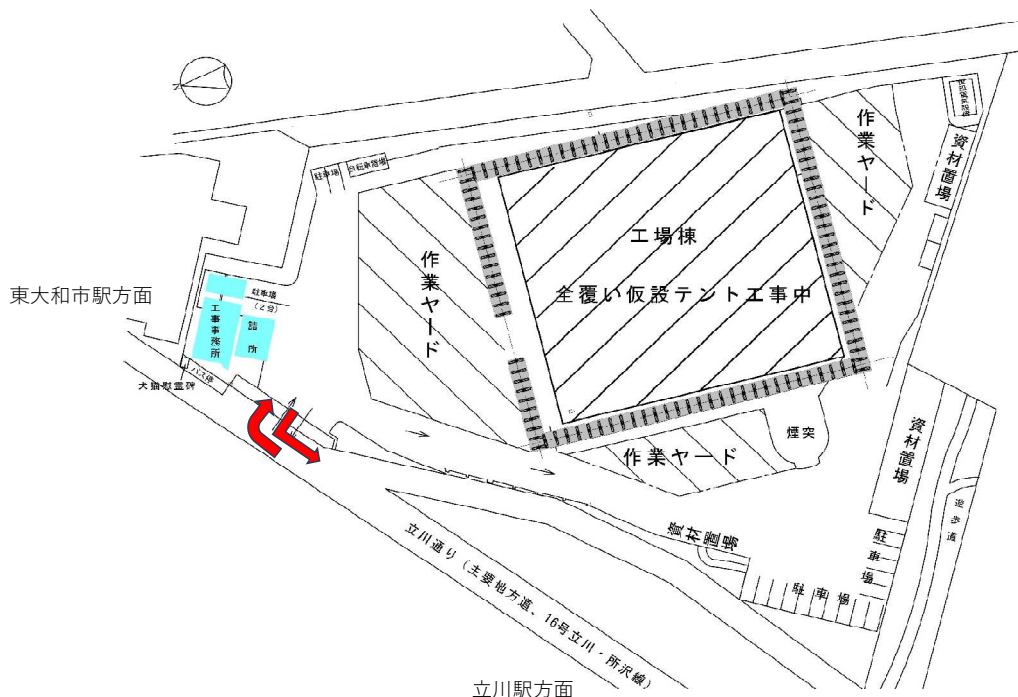 作業ヤード
資材置場
駐車場
自転車置場
工場棟
全覆い仮設テント工事中
作業ヤード
東大和市駅方面
駐車場
(2台)
工事事務所
詰所
バス停
犬猫慰霊碑
煙突
作業ヤード
資材置場
遊歩道
資材置場
駐車場
駐車場
立川通り(主要地方道、16号立川・所沢線)
立川駅方面